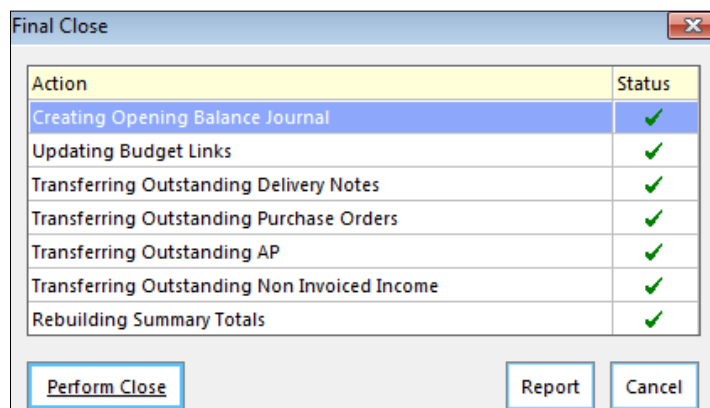 Final Close
Action Status
Creating Opening Balance Journal
Updating Budget Links
Transferring Outstanding Delivery Notes
Transferring Outstanding Purchase Orders
Transferring Outstanding AP
Transferring Outstanding Non Invoiced Income
Rebuilding Summary Totals
Perform Close Report Cancel